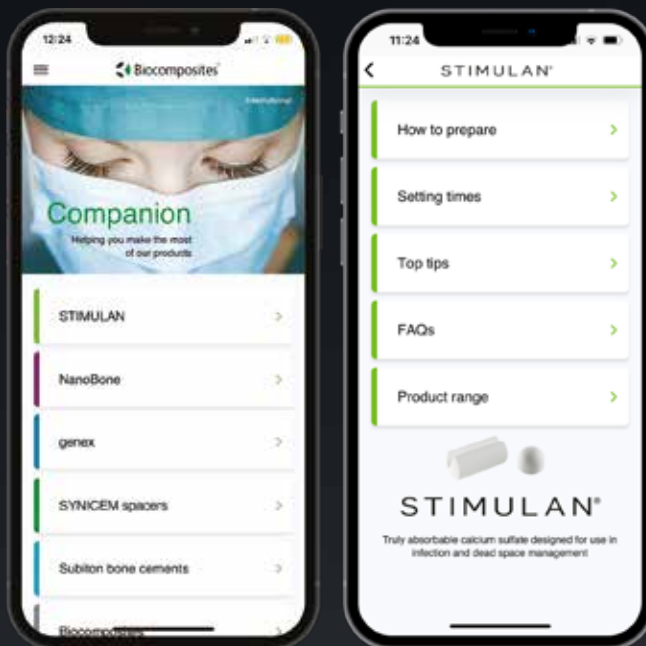 12:24
Biocomposites
International
Companion
Helping you make the most
of our products
STIMULAN
NanoBone
genex
SYNICEM spacers
Subiton bone cements
Biocomposites
11:24
STIMULAN®
How to prepare
Setting times
Top tips
FAQs
Product range
STIMULAN®
Truly absorbable calcium sulfate designed for use in
infection and dead space management